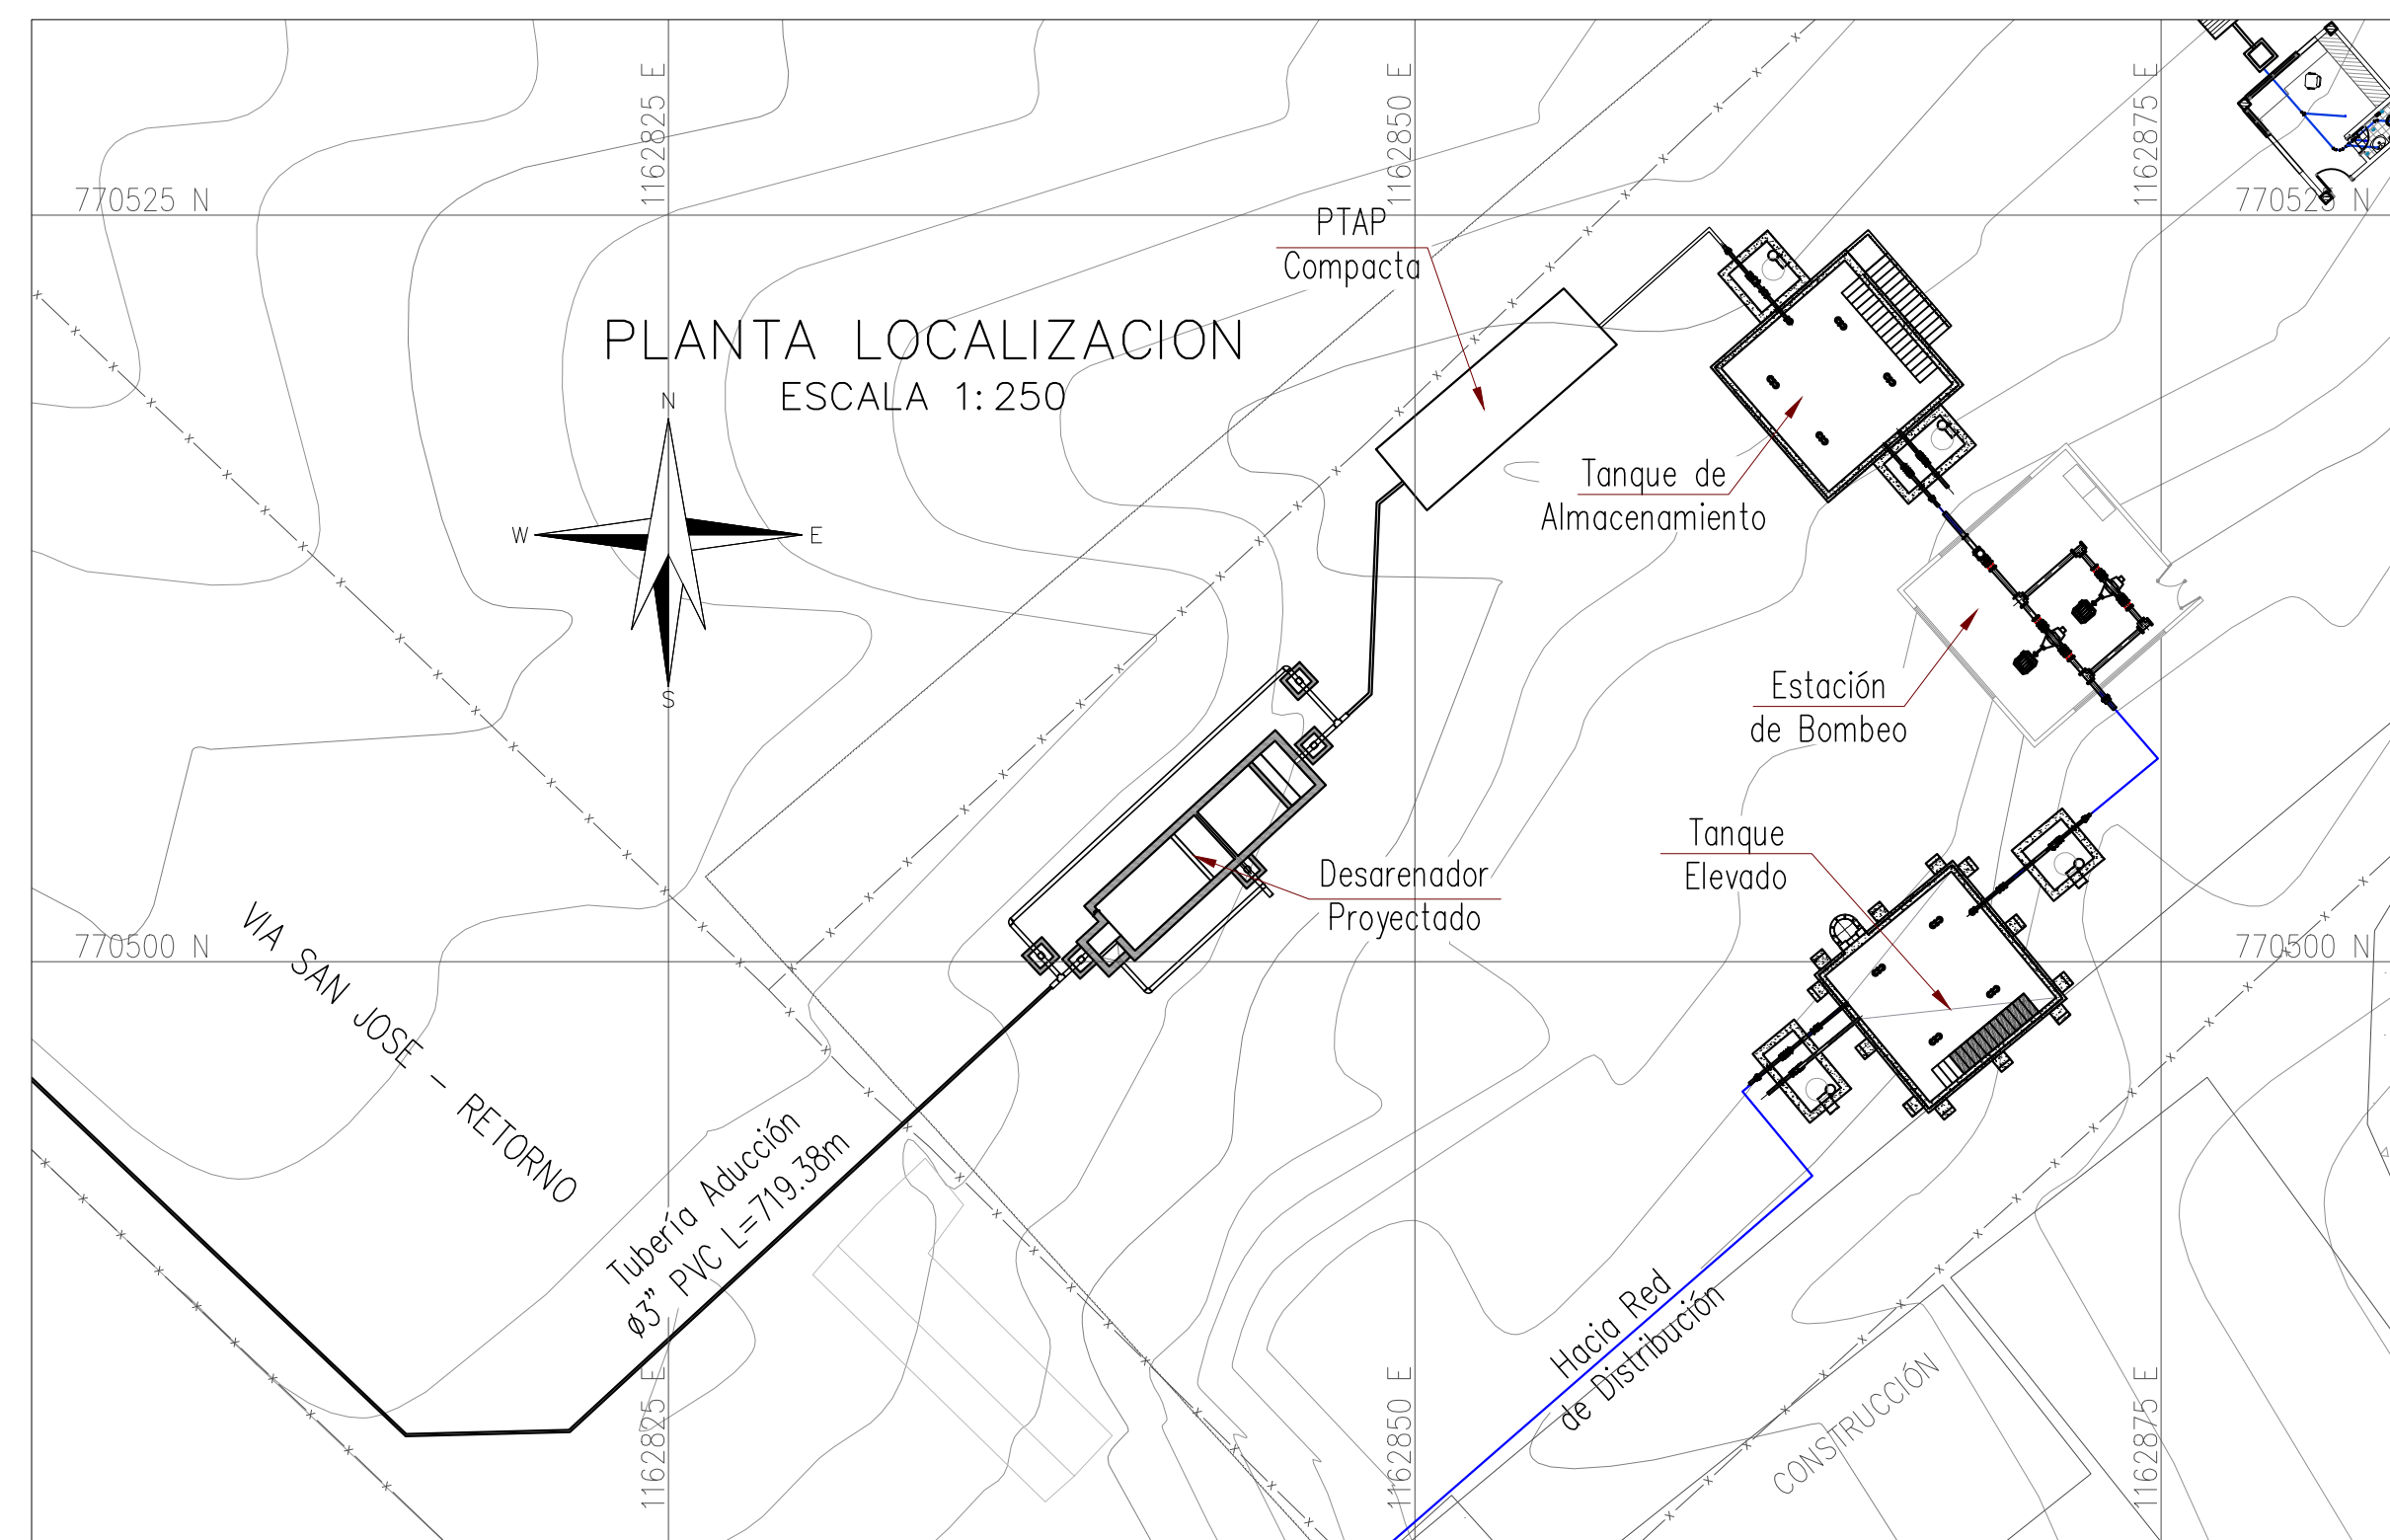 1162825 E
1162850 E
1162875 E
770525 N
770525 N
PTAP
Compacta
PLANTA LOCALIZACION
ESCALA 1:250
N
W
E
S
Tanque de
Almacenamiento
Estación
de Bombeo
Tanque
Elevado
Desarenador
Proyectado
770500 N
770500 N
VIA SAN JOSE - RETORNO
Tubería Aducción
ø3" PVC L=719.38m
Hacia Red
de Distribución
CONSTRUCCIÓN
1162825 E
1162850 E
1162875 E